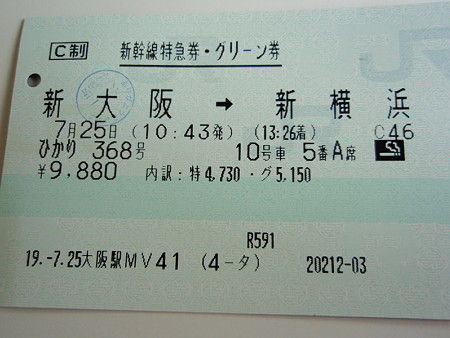 C制 新幹線特急券・グリーン券
新大阪 → 新横浜
7月25日 (10:43発) (13:26着) C46
ひかり 368号 10号車 5番A席
¥9,880 内訳:特4,730・グ5,150
R591
19.-7.25大阪駅MV41 (4-タ) 20212-03